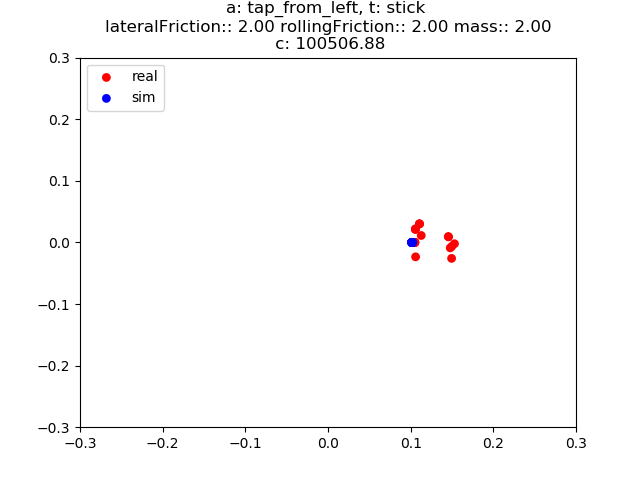 a: tap_from_left, t: stick
lateralFriction:: 2.00 rollingFriction:: 2.00 mass:: 2.00
c: 100506.88
real
sim
0.3
0.2
0.1
0.0
−0.1
−0.2
−0.3
−0.3
−0.2
−0.1
0.0
0.1
0.2
0.3